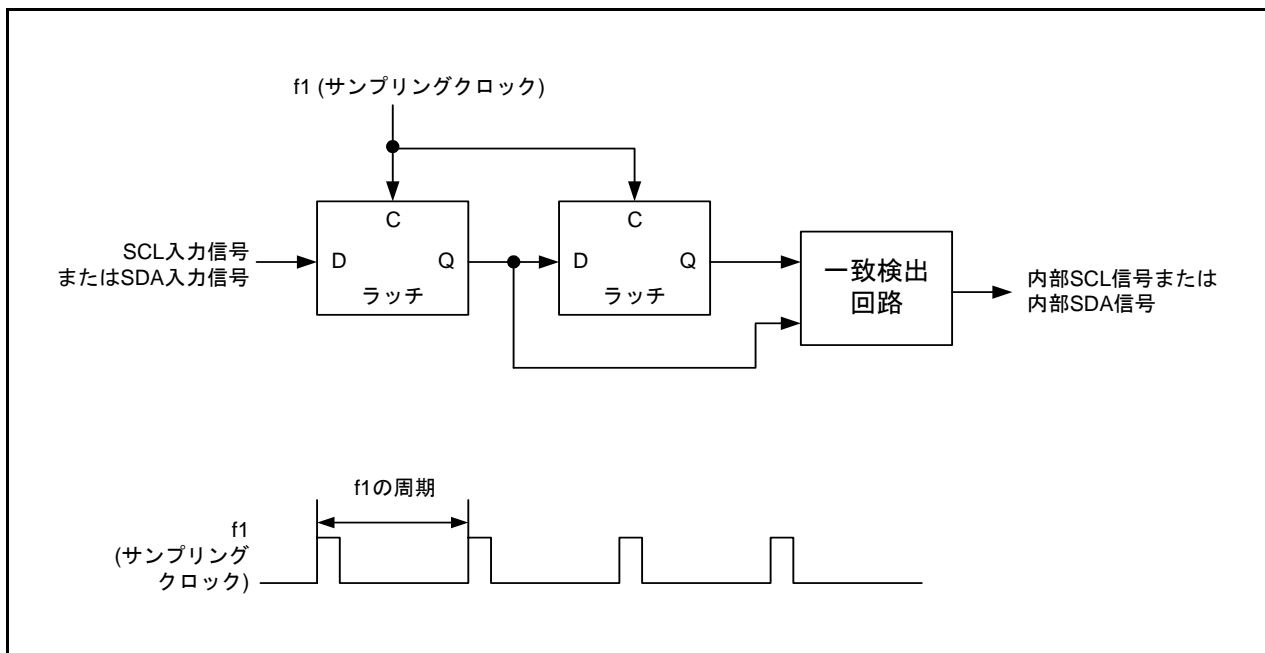 f1 (サンプリングクロック)
SCL入力信号
またはSDA入力信号
C
D
Q
ラッチ
C
D
Q
ラッチ
一致検出
回路
内部SCL信号または
内部SDA信号
f1の周期
f1
(サンプリング
クロック)